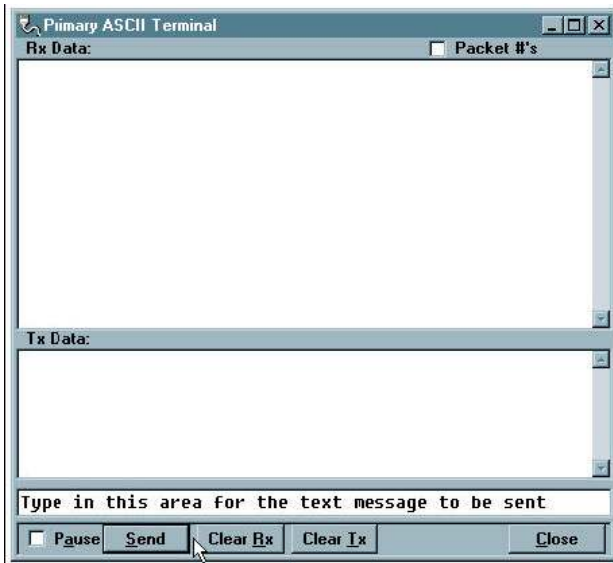 Primary ASCII Terminal
Rx Data: Packet #'s
Tx Data:
Type in this area for the text message to be sent
Pause Send Clear Rx Clear Tx Close